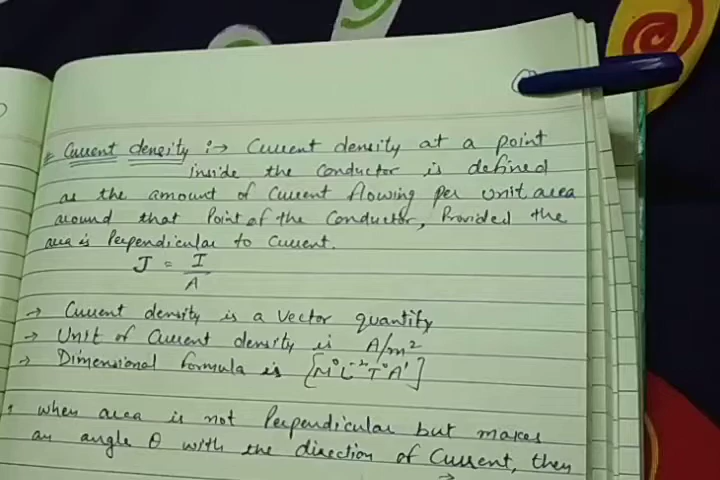 Current density :→ Current density at a point
inside the conductor is defined
as the amount of current flowing per unit area
around that Point of the Conductor, Provided the
area is Perpendicular to Current.
J = I/A
→ Current density is a vector quantity
→ Unit of Current density is A/m²
→ Dimensional formula is [M⁰L⁻²T⁰A¹]
when area is not Perpendicular but makes
an angle θ with the direction of Current, then